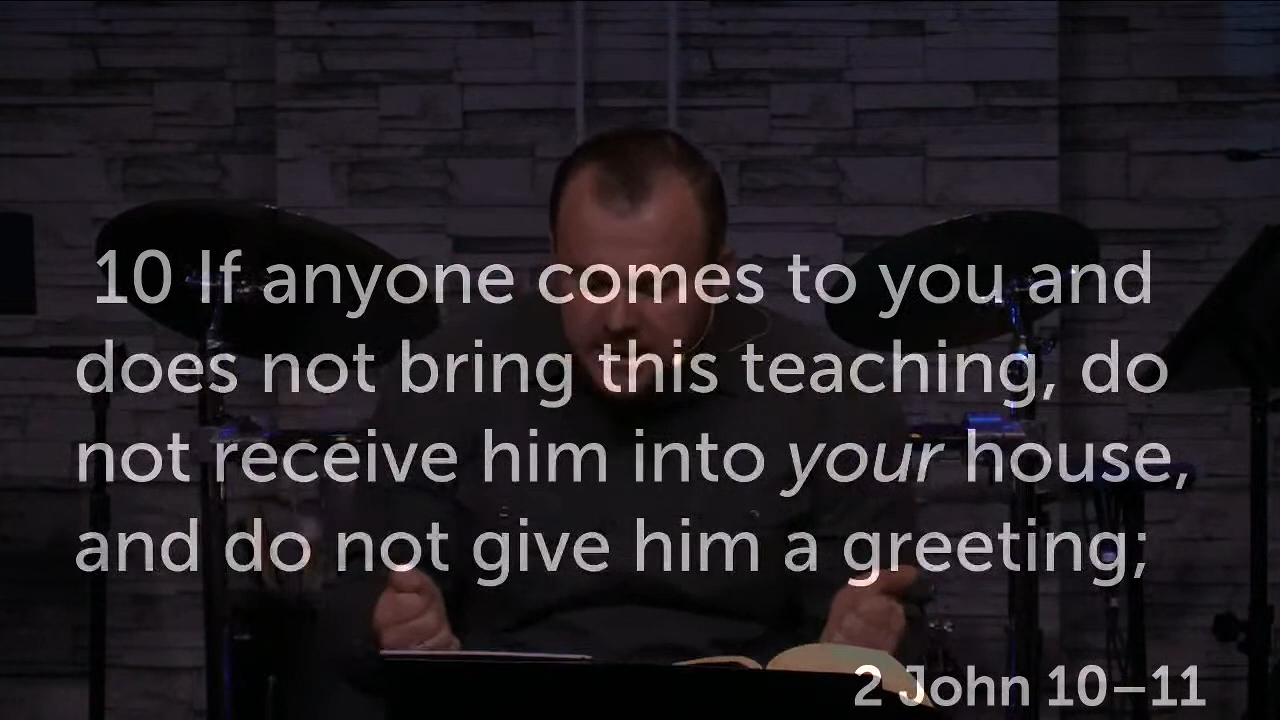 10 If anyone comes to you and
does not bring this teaching, do
not receive him into your house,
and do not give him a greeting;
2 John 10–11